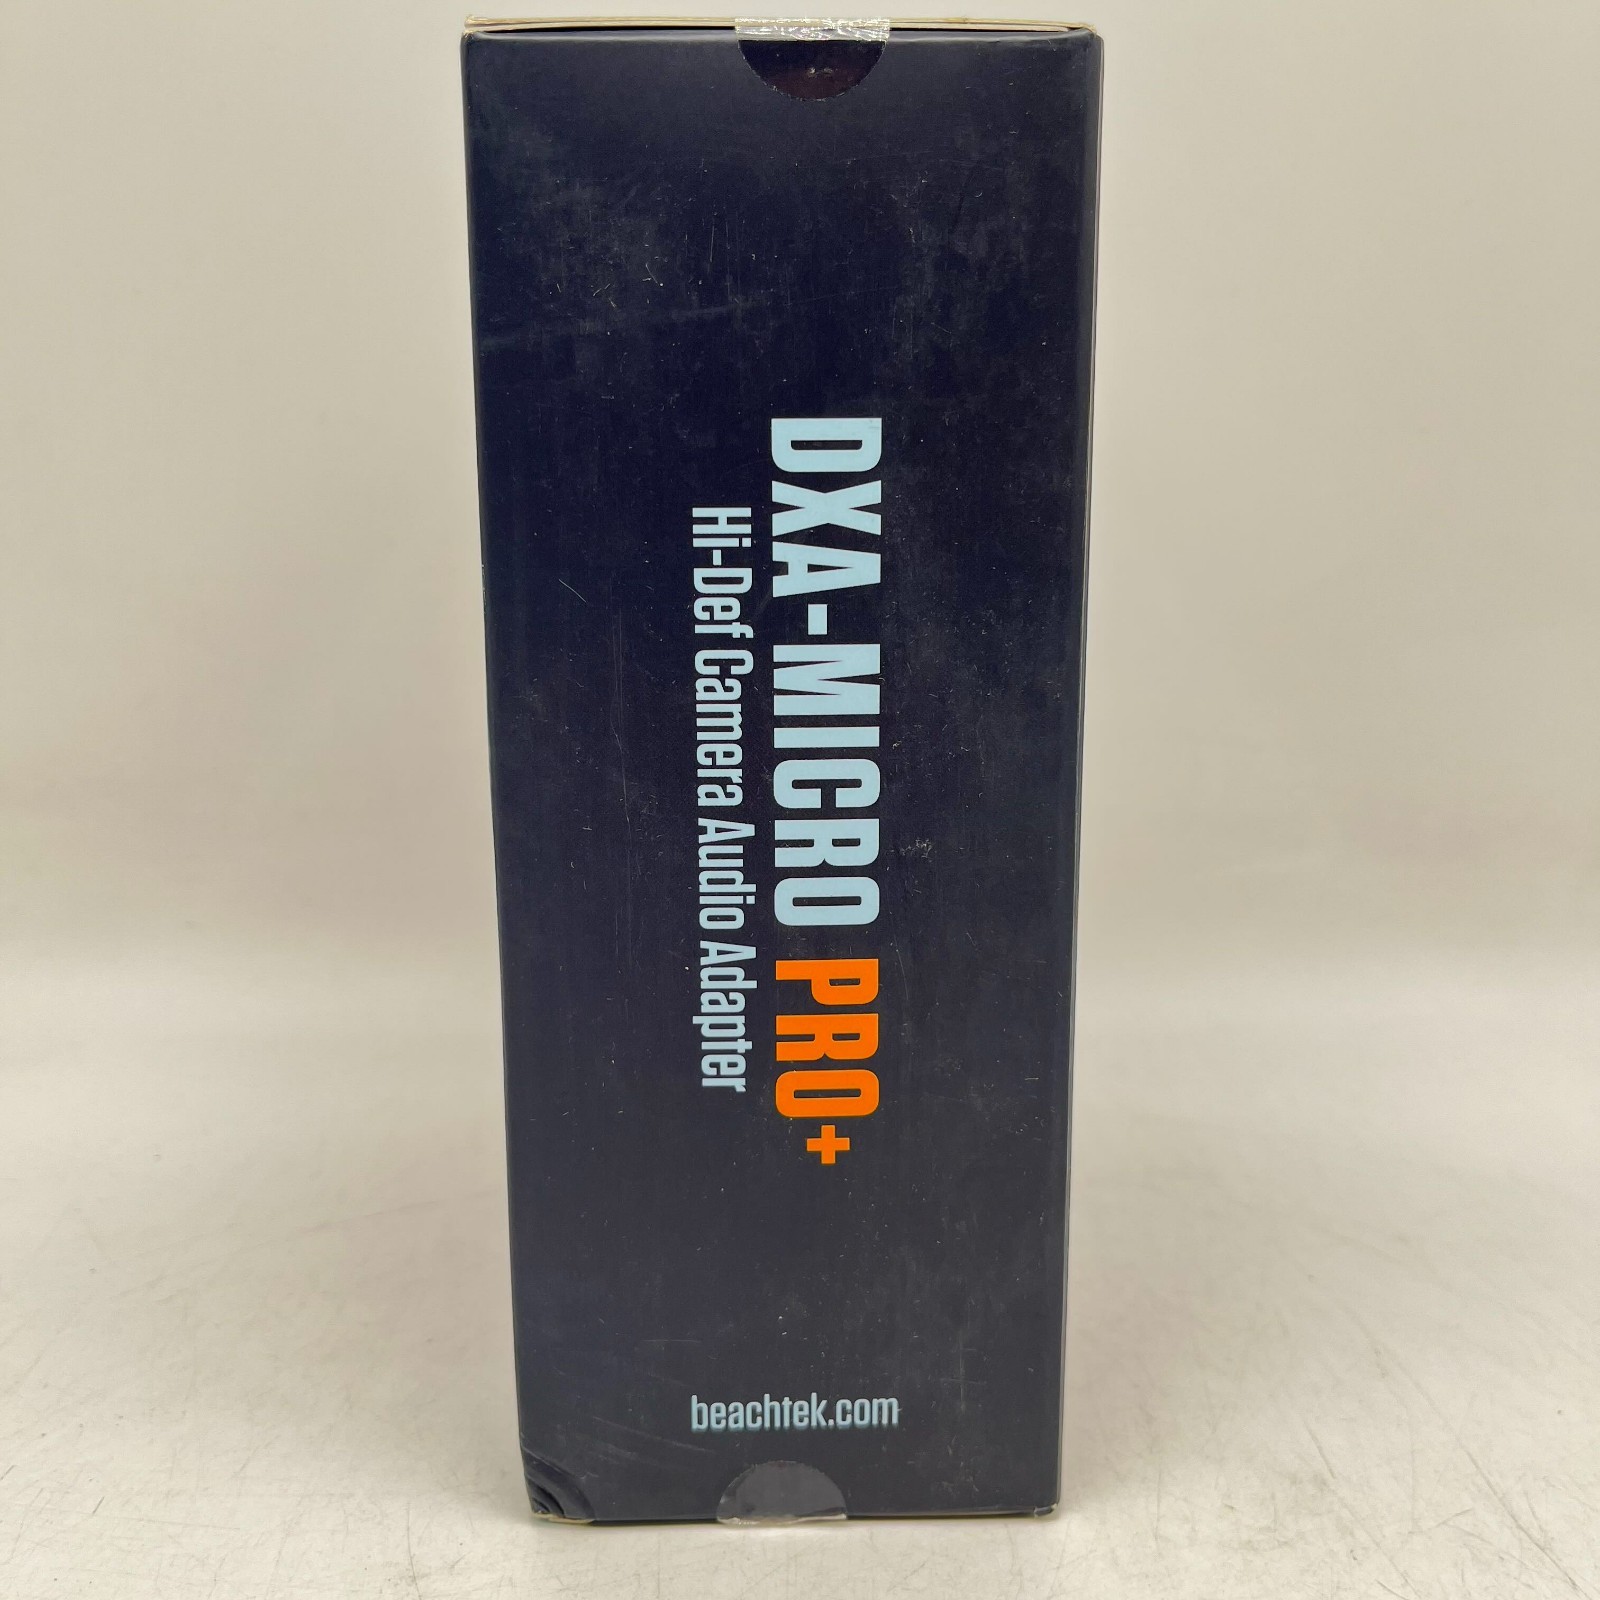 DXA-MICRO PRO+
Hi-Def Camera Audio Adapter
beachtek.com